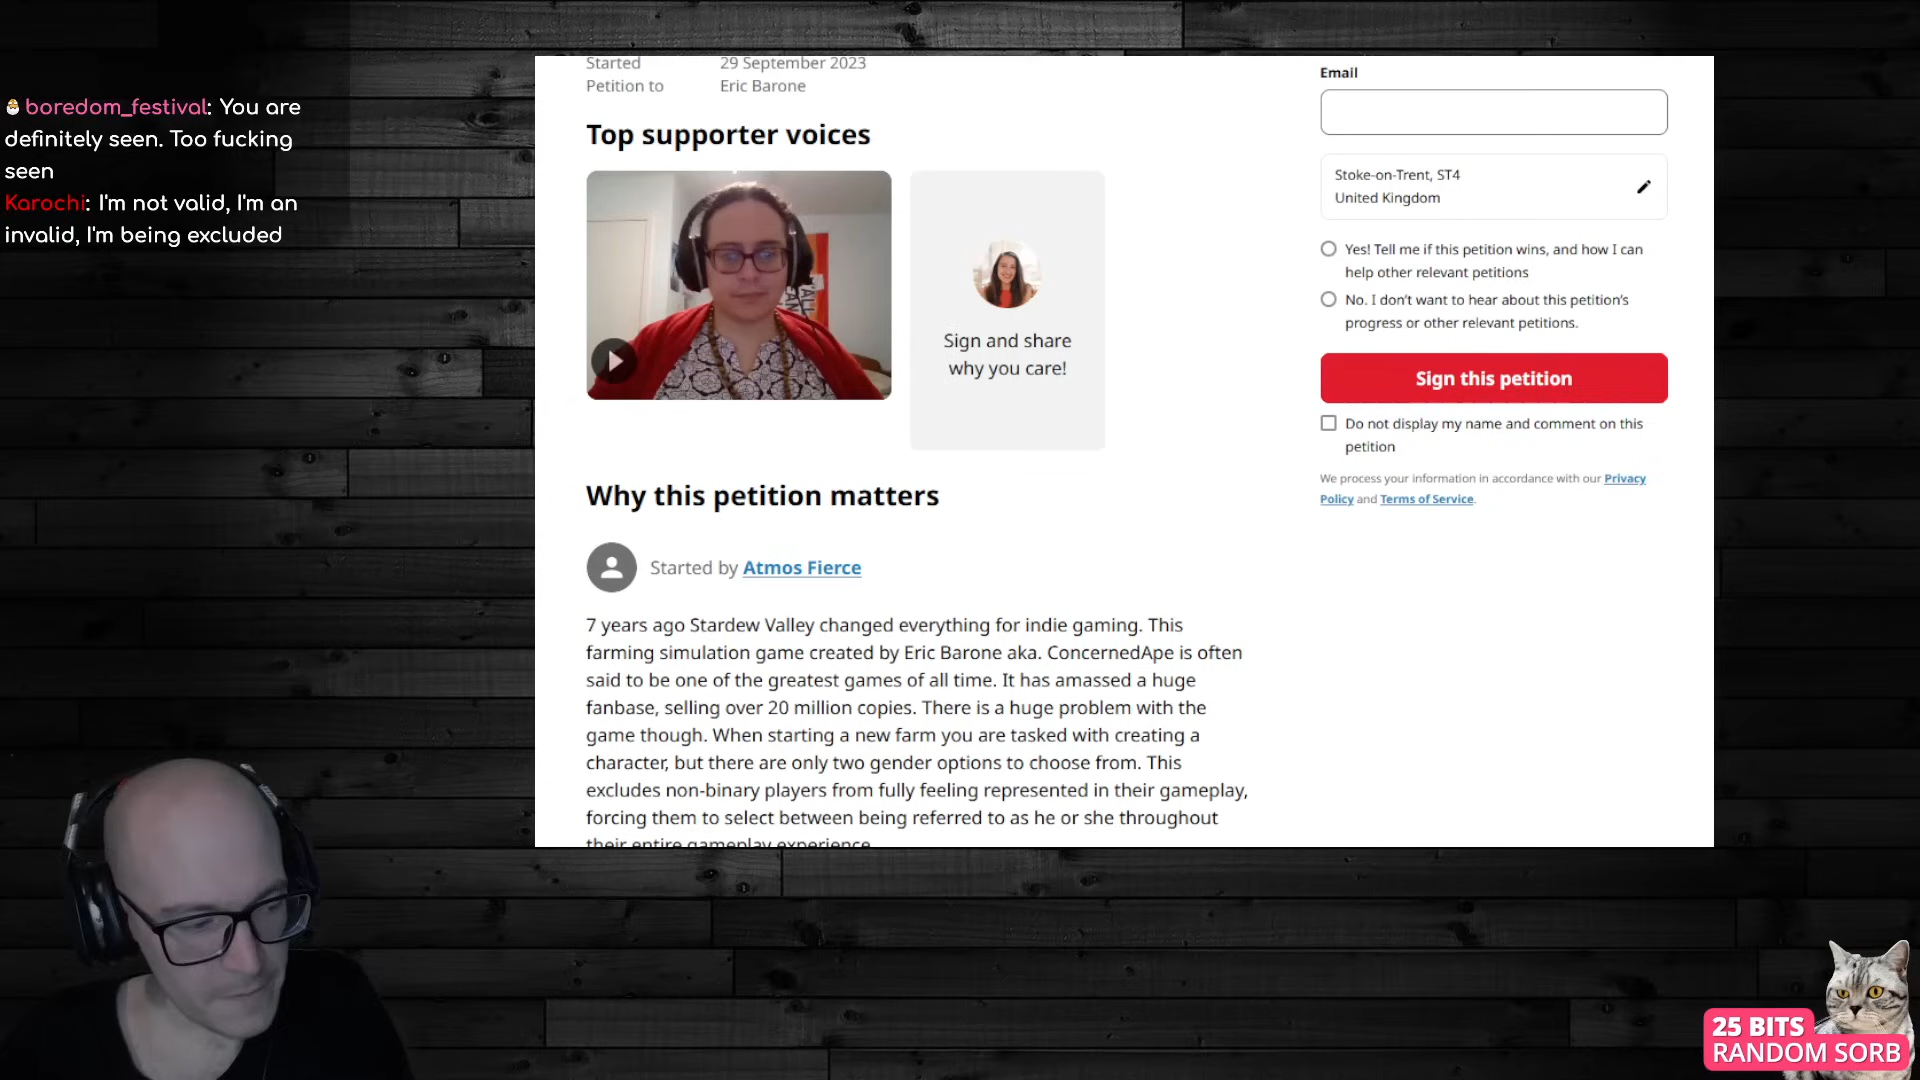 boredom_festival: You are
definitely seen. Too fucking
seen
Karochi: I'm not valid, I'm an
invalid, I'm being excluded
Started 29 September 2023
Petition to Eric Barone
Top supporter voices
Sign and share
why you care!
Why this petition matters
Started by Atmos Fierce
7 years ago Stardew Valley changed everything for indie gaming. This
farming simulation game created by Eric Barone aka. ConcernedApe is often
said to be one of the greatest games of all time. It has amassed a huge
fanbase, selling over 20 million copies. There is a huge problem with the
game though. When starting a new farm you are tasked with creating a
character, but there are only two gender options to choose from. This
excludes non-binary players from fully feeling represented in their gameplay,
forcing them to select between being referred to as he or she throughout
their entire gameplay experience.
Email
Stoke-on-Trent, ST4
United Kingdom
Yes! Tell me if this petition wins, and how I can
help other relevant petitions
No. I don't want to hear about this petition's
progress or other relevant petitions.
Sign this petition
Do not display my name and comment on this
petition
We process your information in accordance with our Privacy
Policy and Terms of Service.
25 BITS
RANDOM SORB